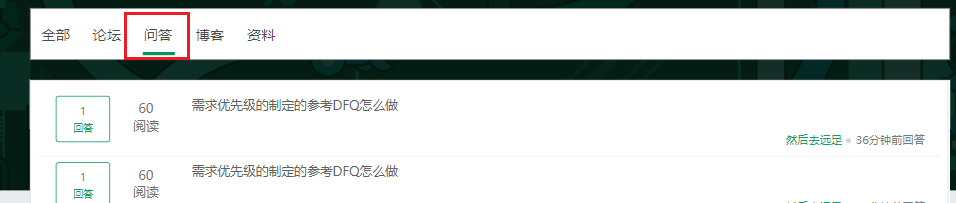 全部 论坛 问答 博客 资料
1 60 需求优先级的制定的参考DFQ怎么做
回答 阅读
然后去远足 36分钟前回答
1 60 需求优先级的制定的参考DFQ怎么做
回答 阅读